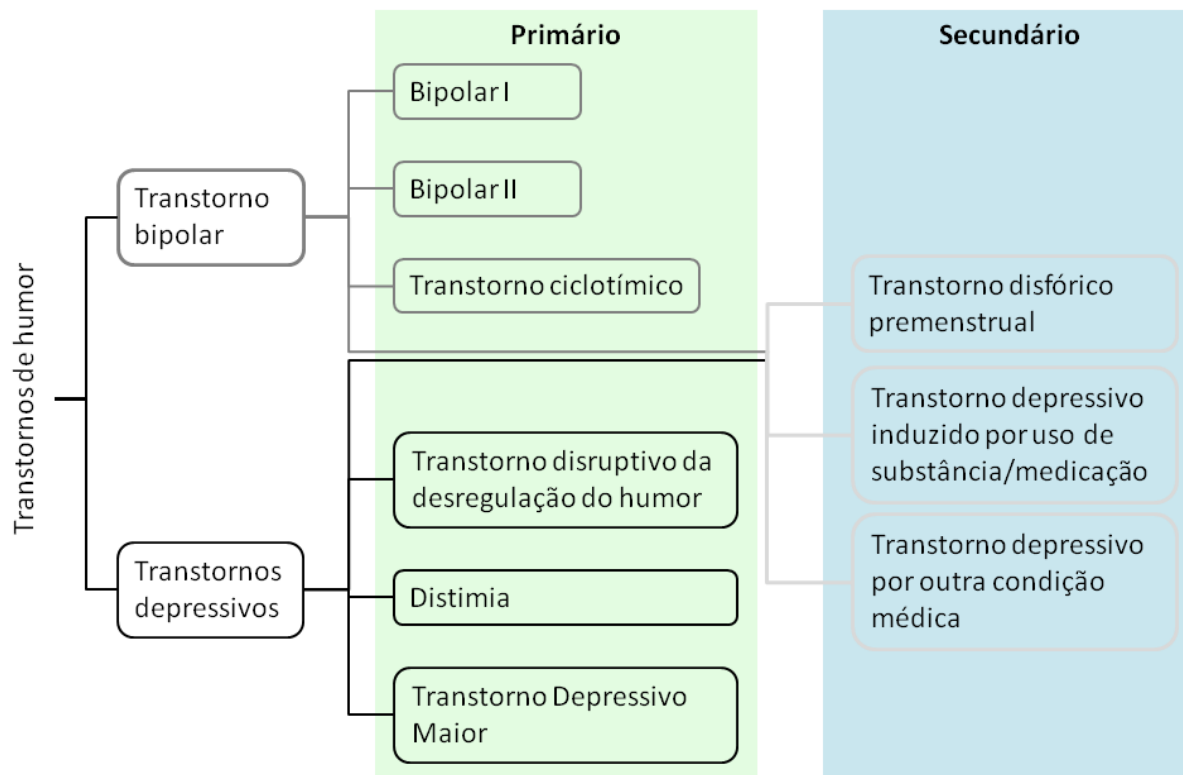 Transtornos de humor
Transtorno
bipolar
Transtornos
depressivos
Primário
Bipolar I
Bipolar II
Transtorno ciclotímico
Transtorno disruptivo da
desregulação do humor
Distimia
Transtorno Depressivo
Maior
Secundário
Transtorno disfórico
premenstrual
Transtorno depressivo
induzido por uso de
substância/medicação
Transtorno depressivo
por outra condição
médica